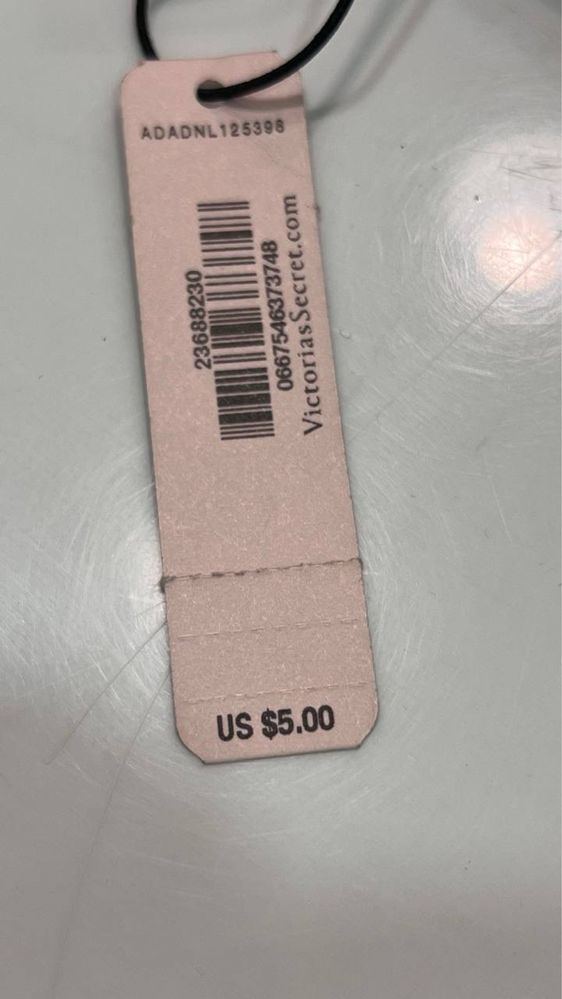 ADADNL125398
23688230
0667546373748
VictoriasSecret.com
US $5.00